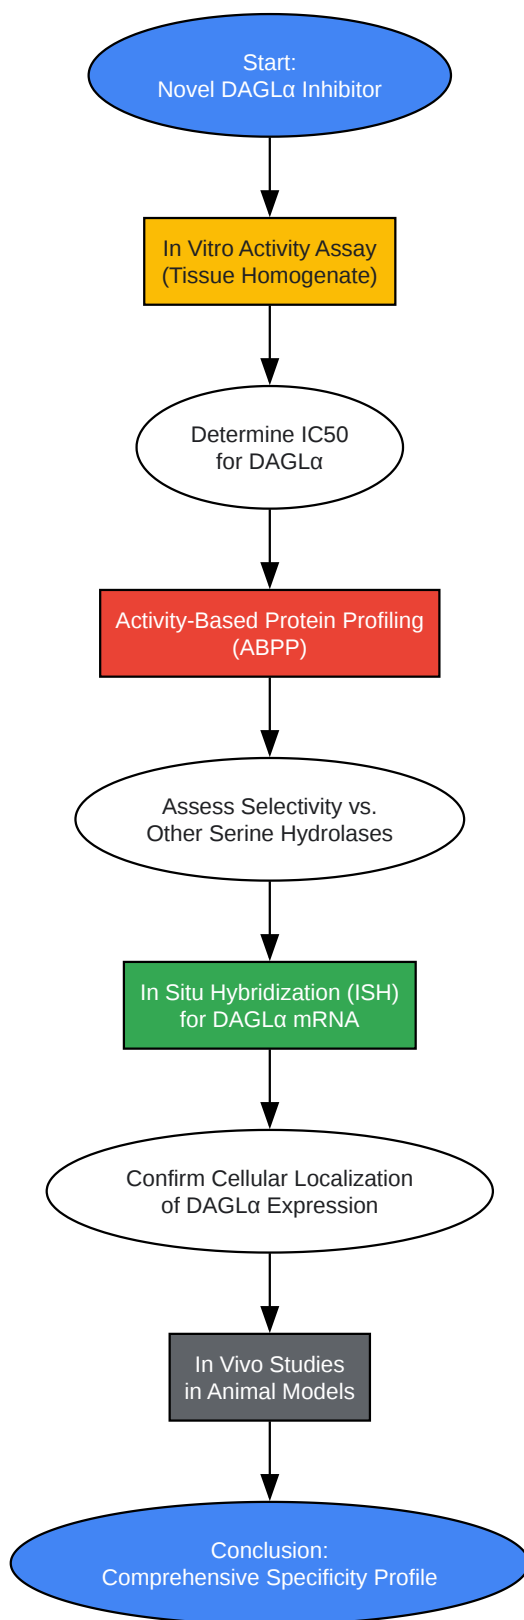 Start:
Novel DAGLα Inhibitor
In Vitro Activity Assay
(Tissue Homogenate)
Determine IC50
for DAGLα
Activity-Based Protein Profiling
(ABPP)
Assess Selectivity vs.
Other Serine Hydrolases
In Situ Hybridization (ISH)
for DAGLα mRNA
Confirm Cellular Localization
of DAGLα Expression
In Vivo Studies
in Animal Models
Conclusion:
Comprehensive Specificity Profile